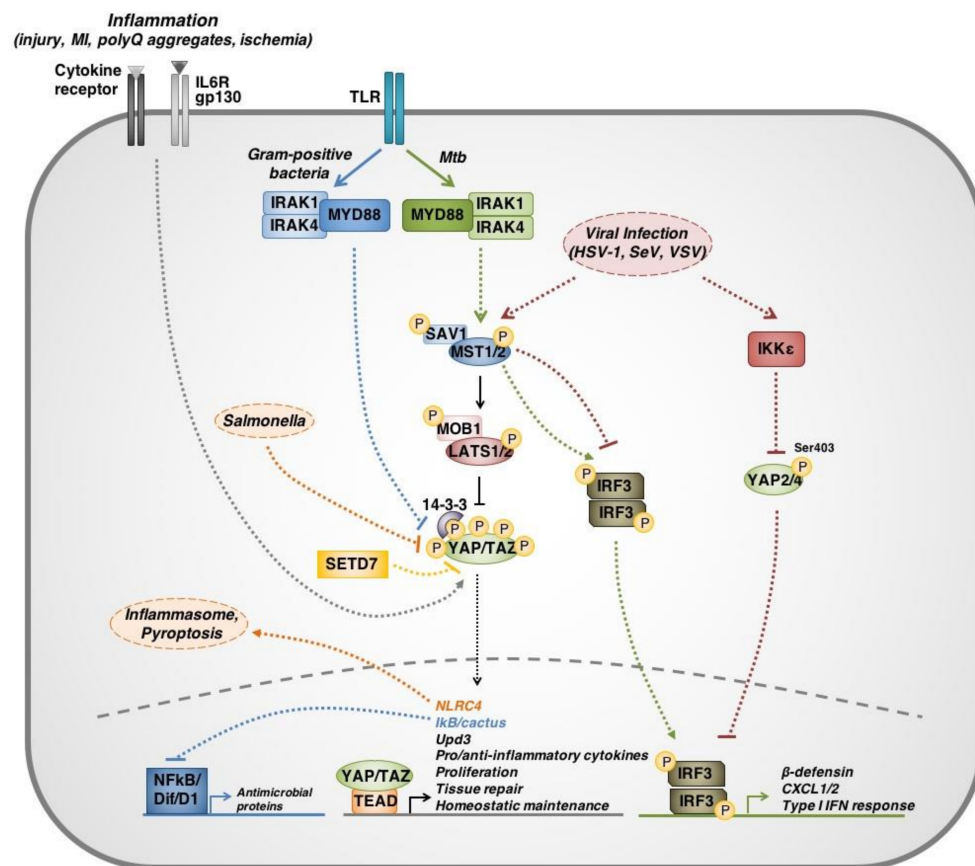 Inflammation
(injury, MI, polyQ aggregates, ischemia)
Cytokine
receptor
IL6R
gp130
TLR
Gram-positive
bacteria
Mtb
IRAK1
IRAK4
MYD88
MYD88
IRAK1
IRAK4
Viral Infection
(HSV-1, SeV, VSV)
P
SAV1
P
MST1/2
IKKε
P
MOB1
P
LATS1/2
Salmonella
Ser403
P
YAP2/4
P
IRF3
IRF3
P
14-3-3
P
P
P
P
P
YAP/TAZ
SETD7
Inflammasome,
Pyroptosis
NLRC4
IkB/cactus
Upd3
Pro/anti-inflammatory cytokines
Proliferation
Tissue repair
Homeostatic maintenance
NFkB/
Dif/D1
Antimicrobial
proteins
YAP/TAZ
TEAD
P
IRF3
IRF3
P
β-defensin
CXCL1/2
Type I IFN response